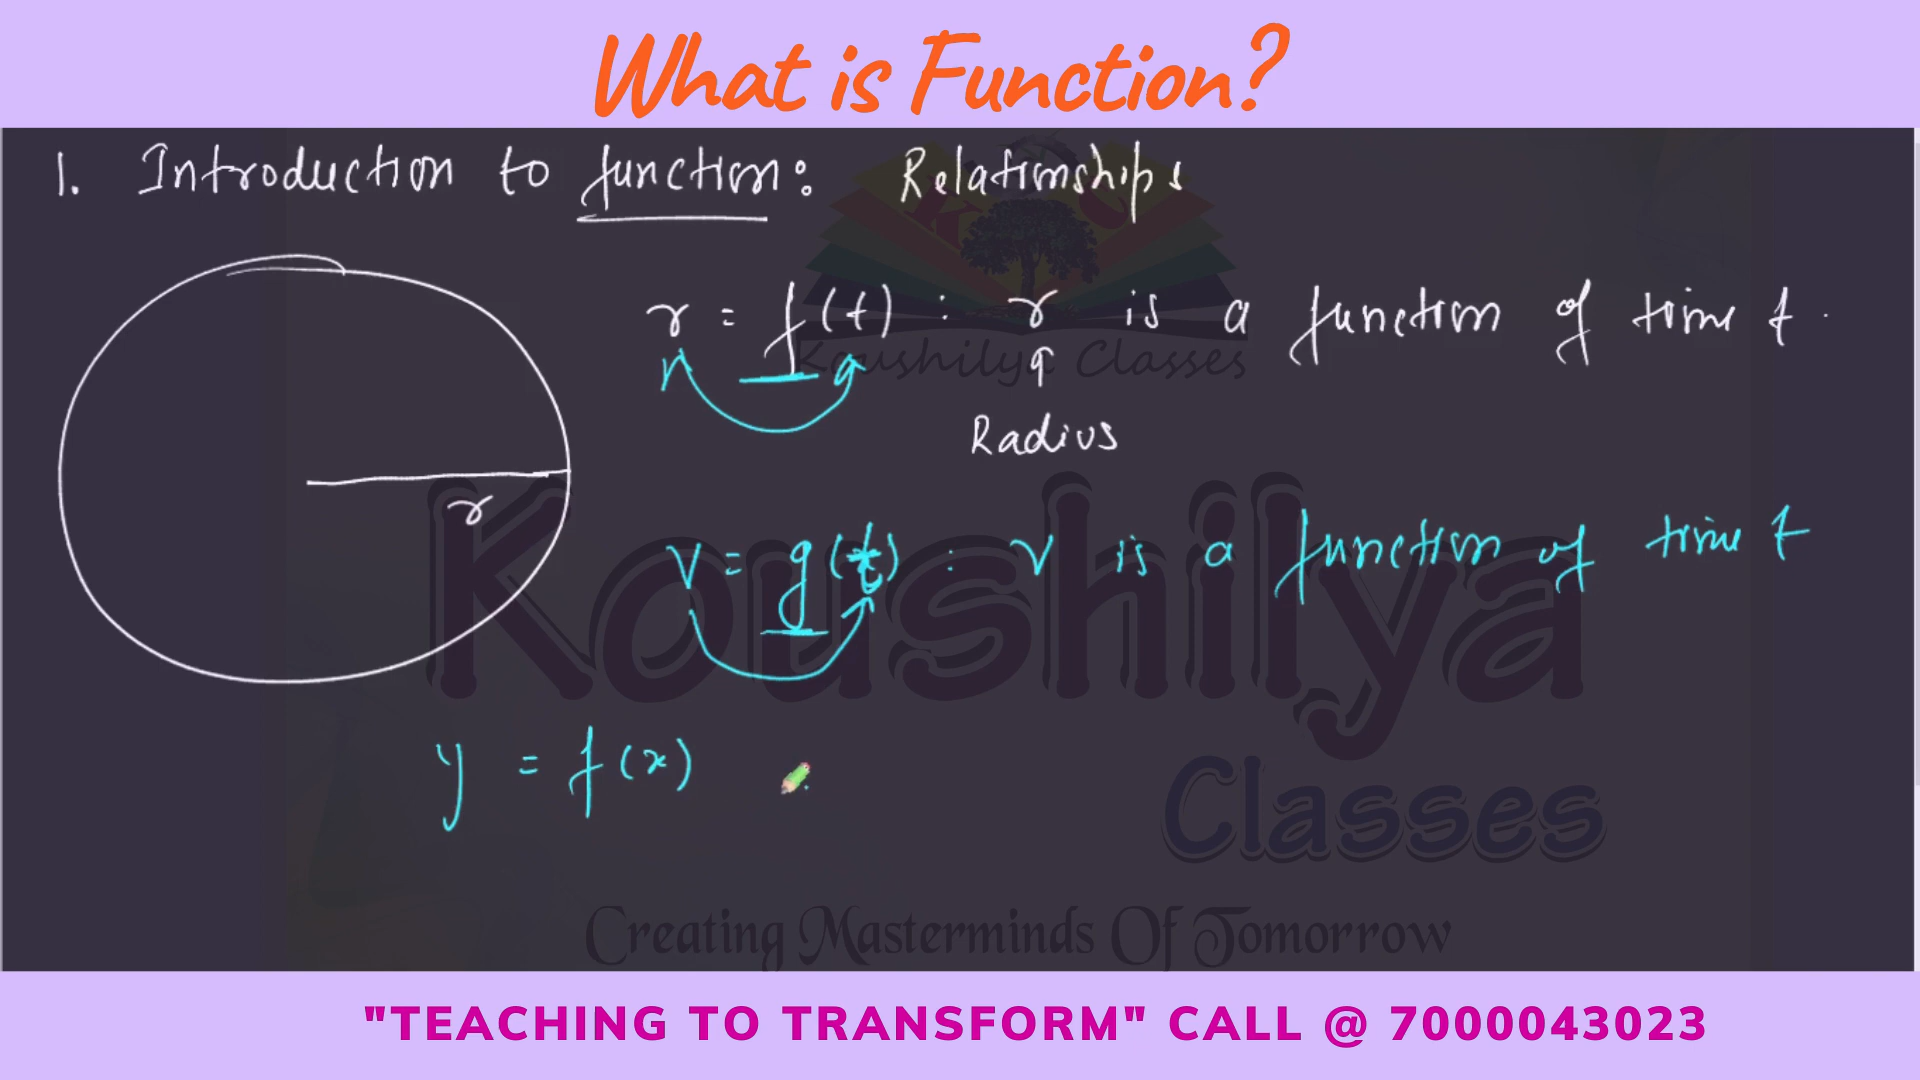 What is Function?
1. Introduction to function: Relationships
r = f(t) : r is a function of time t.
Koushilya Classes
Radius
r
V = g(t) : V is a function of time t
Koushilya
y = f(x)
Classes
Creating Masterminds Of Tomorrow
"TEACHING TO TRANSFORM" CALL @ 7000043023